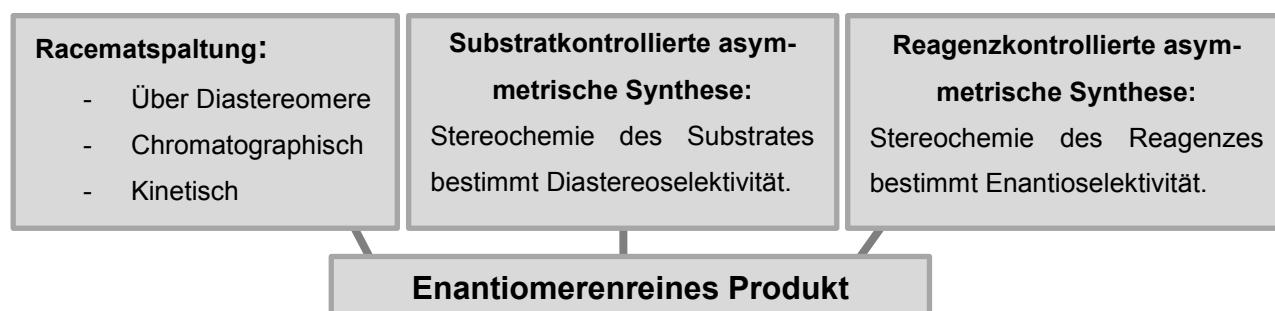 Racematspaltung:
- Über Diastereomere
- Chromatographisch
- Kinetisch
Substratkontrollierte asym-
metrische Synthese:
Stereochemie des Substrates
bestimmt Diastereoselektivität.
Reagenzkontrollierte asym-
metrische Synthese:
Stereochemie des Reagenzes
bestimmt Enantioselektivität.
Enantiomerenreines Produkt